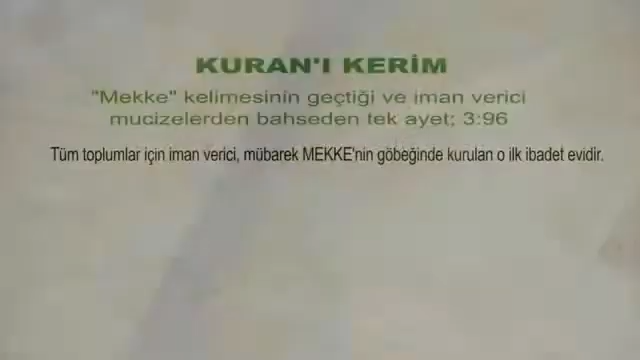 KURAN'I KERİM
"Mekke" kelimesinin geçtiği ve iman verici
mucizelerden bahseden tek ayet; 3:96
Tüm toplumlar için iman verici, mübarek MEKKE'nin göbeğinde kurulan o ilk ibadet evidir.